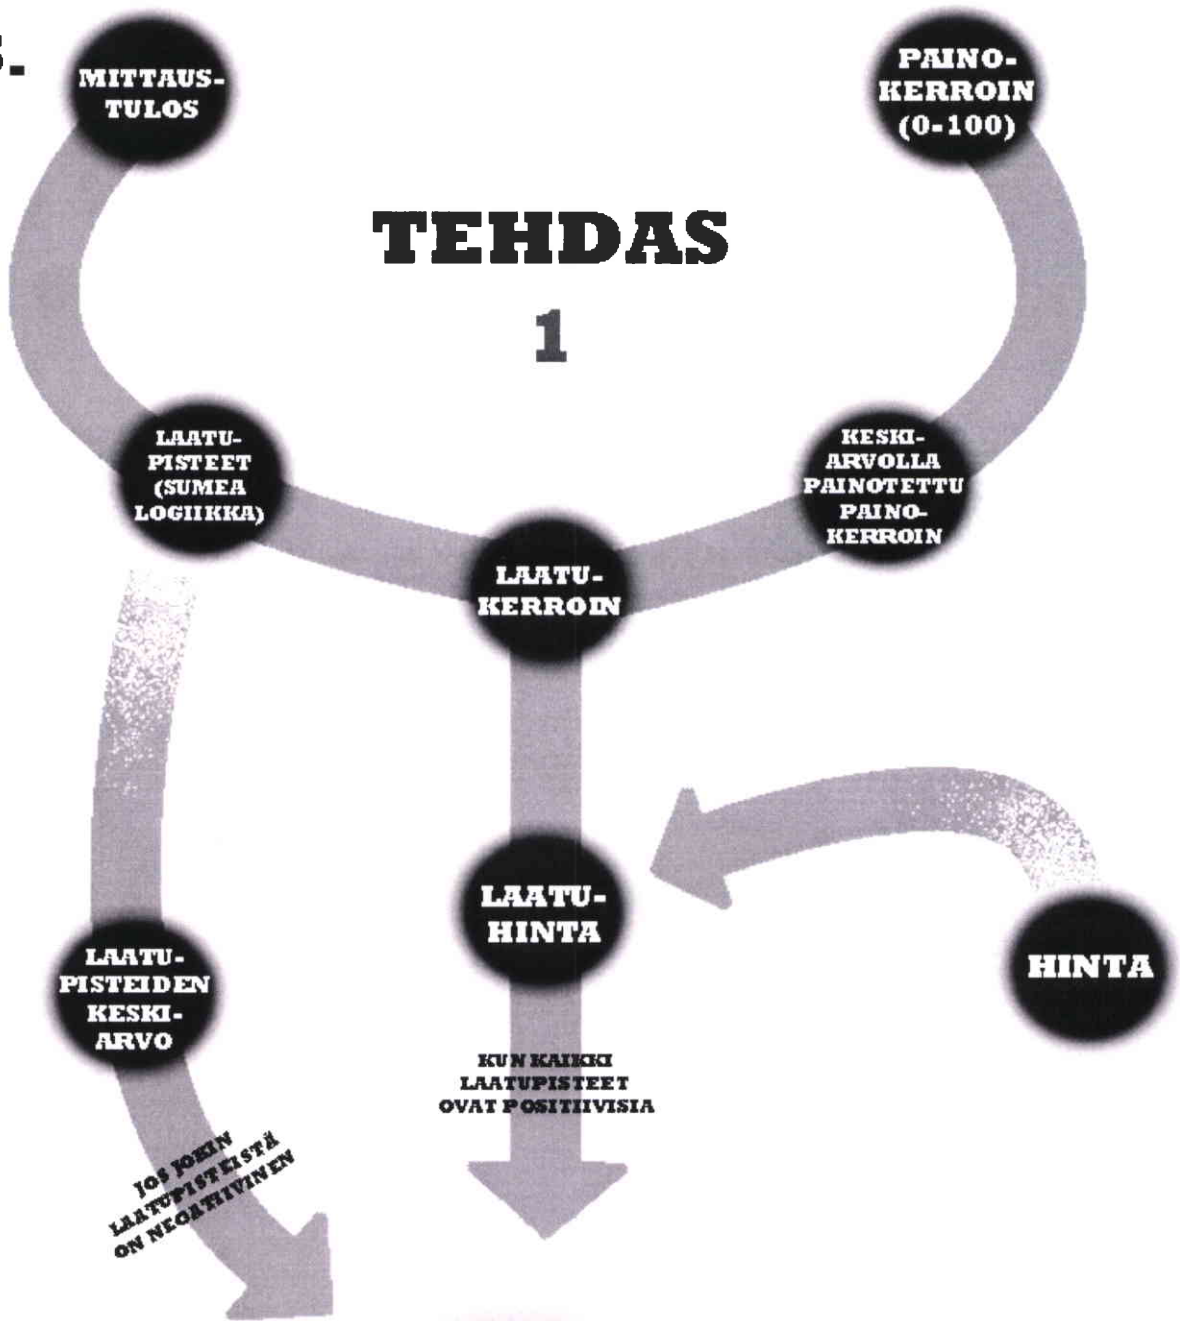 MITTAUS-
TULOS
PAINO-
KERROIN
(0-100)
TEHDAS
1
LAATU-
PISTEET
(SUMEA
LOGIIKKA)
KESKI-
ARVOLLA
PAINOTETTU
PAINO-
KERROIN
LAATU-
KERROIN
LAATU-
HINTA
HINTA
LAATU-
PISTEIDEN
KESKI-
ARVO
KUN KAIKKI
LAATUPISTEET
OVAT POSITIIVISIA
JOS JOKIN
LAATUPISTEISTÄ
ON NEGATIIVINEN